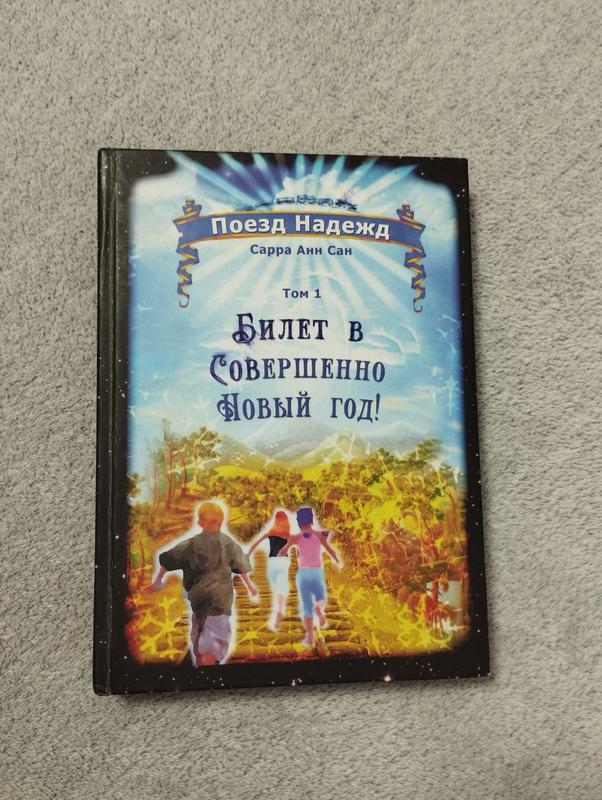 Поезд Надежд
Сарра Анн Сан
Том 1
Билет в
Совершенно
Новый год!